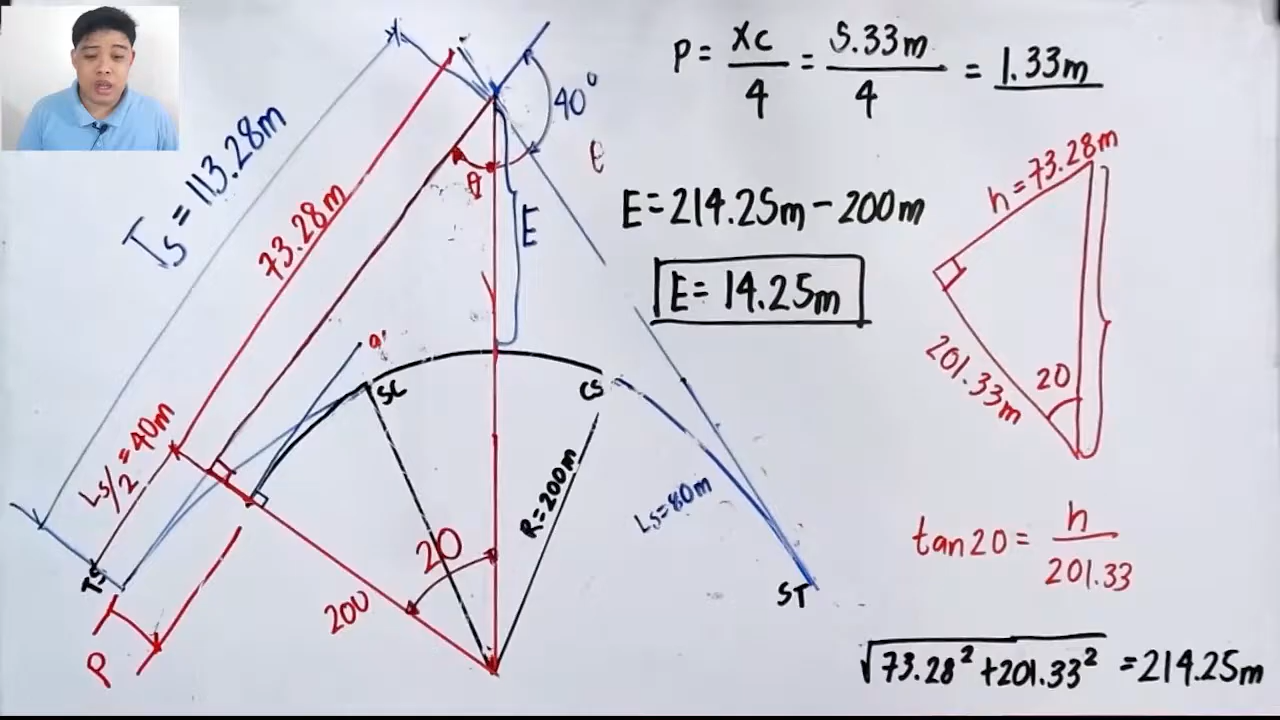 P = Xc/4 = 5.33m/4 = 1.33m
40°
θ
θ
Ts = 113.28m
73.28m
h = 73.28m
E
E = 214.25m - 200m
E = 14.25m
SC
CS
201.33m
20
Ls/2 = 40m
R = 200m
Ls = 80m
tan20 = h/201.33
20
TS
ST
200
P
√73.28² + 201.33² = 214.25m